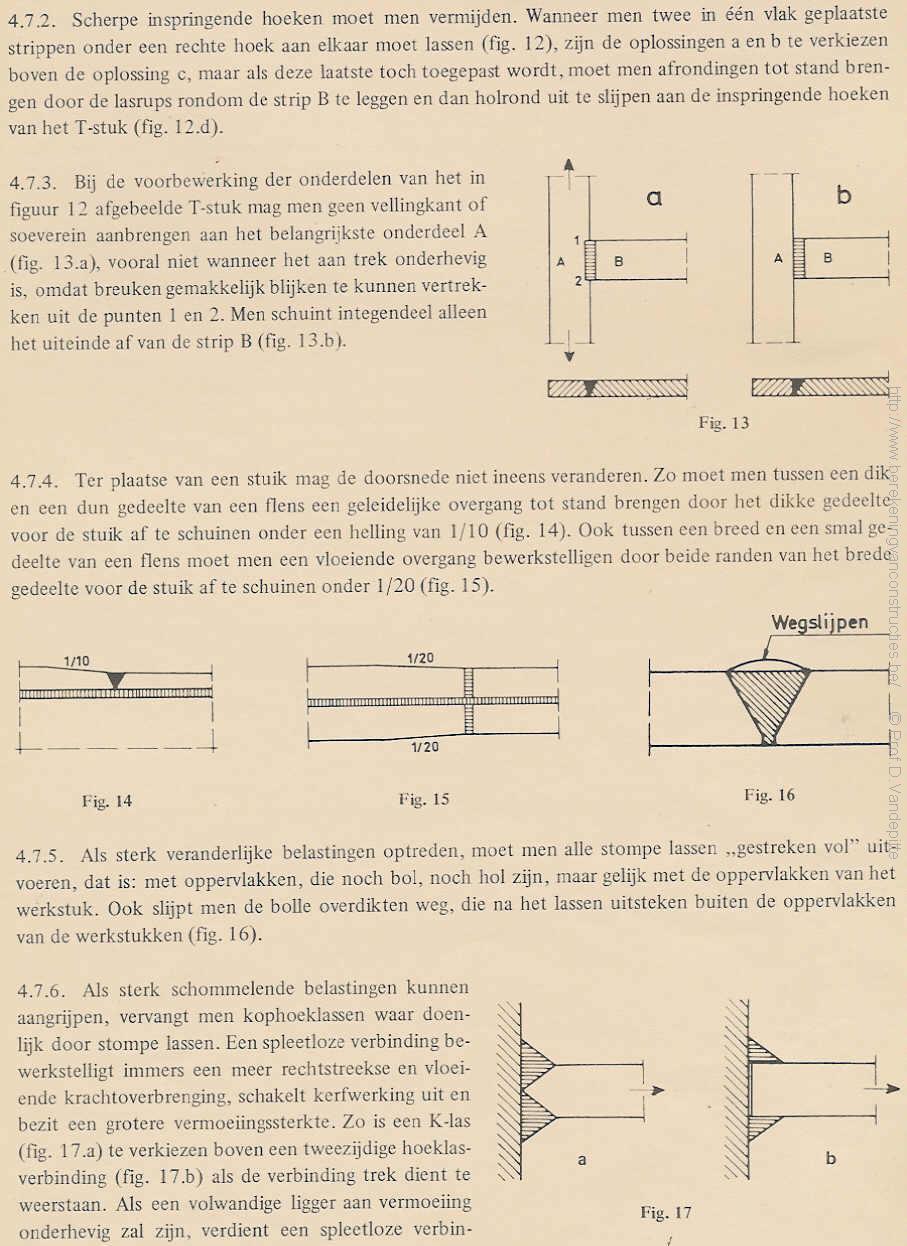 4.7.2. Scherpe inspringende hoeken moet men vermijden. Wanneer men twee in één vlak geplaatste
strippen onder een rechte hoek aan elkaar moet lassen (fig. 12), zijn de oplossingen a en b te verkiezen
boven de oplossing c, maar als deze laatste toch toegepast wordt, moet men afrondingen tot stand bren-
gen door de lasrups rondom de strip B te leggen en dan holrond uit te slijpen aan de inspringende hoeken
van het T-stuk (fig. 12.d).
4.7.3. Bij de voorbewerking der onderdelen van het in
figuur 12 afgebeelde T-stuk mag men geen vellingkant of
soeverein aanbrengen aan het belangrijkste onderdeel A
(fig. 13.a), vooral niet wanneer het aan trek onderhevig
is, omdat breuken gemakkelijk blijken te kunnen vertrek-
ken uit de punten 1 en 2. Men schuint integendeel alleen
het uiteinde af van de strip B (fig. 13.b).
a
1
A
B
2
b
A
B
Fig. 13
4.7.4. Ter plaatse van een stuik mag de doorsnede niet ineens veranderen. Zo moet men tussen een dik
en een dun gedeelte van een flens een geleidelijke overgang tot stand brengen door het dikke gedeelte
voor de stuik af te schuinen onder een helling van 1/10 (fig. 14). Ook tussen een breed en een smal ge-
deelte van een flens moet men een vloeiende overgang bewerkstelligen door beide randen van het brede
gedeelte voor de stuik af te schuinen onder 1/20 (fig. 15).
1/10
Fig. 14
1/20
1/20
Fig. 15
Wegslijpen
Fig. 16
4.7.5. Als sterk veranderlijke belastingen optreden, moet men alle stompe lassen „gestreken vol” uit-
voeren, dat is: met oppervlakken, die noch bol, noch hol zijn, maar gelijk met de oppervlakken van het
werkstuk. Ook slijpt men de bolle overdikten weg, die na het lassen uitsteken buiten de oppervlakken
van de werkstukken (fig. 16).
4.7.6. Als sterk schommelende belastingen kunnen
aangrijpen, vervangt men kophoeklassen waar doen-
lijk door stompe lassen. Een spleetloze verbinding be-
werkstelligt immers een meer rechtstreekse en vloei-
ende krachtoverbrenging, schakelt kerfwerking uit en
bezit een grotere vermoeiingssterkte. Zo is een K-las
(fig. 17.a) te verkiezen boven een tweezijdige hoeklas-
verbinding (fig. 17.b) als de verbinding trek dient te
weerstaan. Als een volwandige ligger aan vermoeiing
onderhevig zal zijn, verdient een spleetloze verbin-
a
b
Fig. 17
http://www.berekeningvanconstructies.be/ © Prof D. Vandepitte